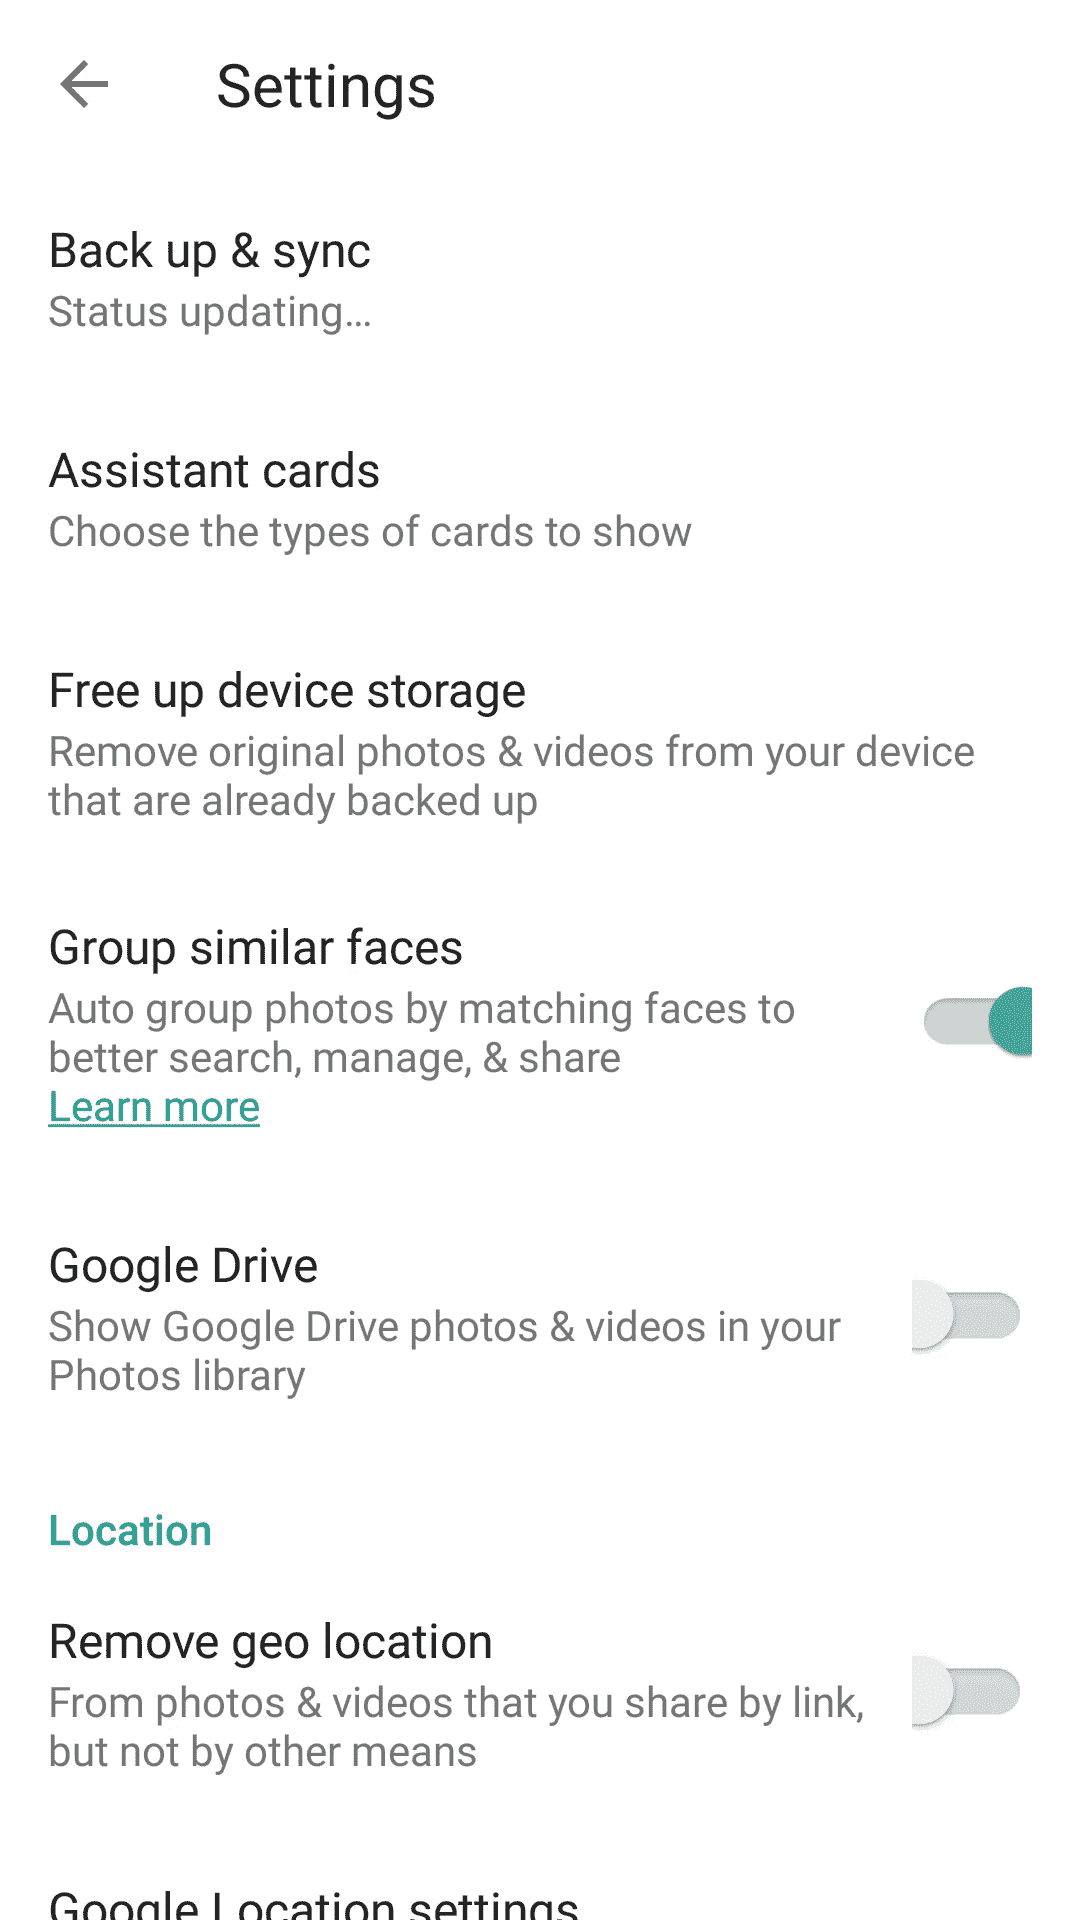 Settings
Back up & sync
Status updating...
Assistant cards
Choose the types of cards to show
Free up device storage
Remove original photos & videos from your device
that are already backed up
Group similar faces
Auto group photos by matching faces to
better search, manage, & share
Learn more
Google Drive
Show Google Drive photos & videos in your
Photos library
Location
Remove geo location
From photos & videos that you share by link,
but not by other means
Google Location settings